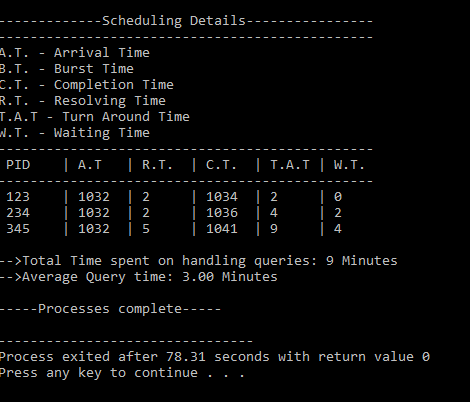 -------------Scheduling Details----------------
-----------------------------------------------
A.T. - Arrival Time
B.T. - Burst Time
C.T. - Completion Time
R.T. - Resolving Time
T.A.T - Turn Around Time
W.T. - Waiting Time
-----------------------------------------------
PID | A.T | R.T. | C.T. | T.A.T | W.T.
-----------------------------------------------
123 | 1032 | 2 | 1034 | 2 | 0
234 | 1032 | 2 | 1036 | 4 | 2
345 | 1032 | 5 | 1041 | 9 | 4
-->Total Time spent on handling queries: 9 Minutes
-->Average Query time: 3.00 Minutes
-----Processes complete-----
--------------------------------
Process exited after 78.31 seconds with return value 0
Press any key to continue . . .